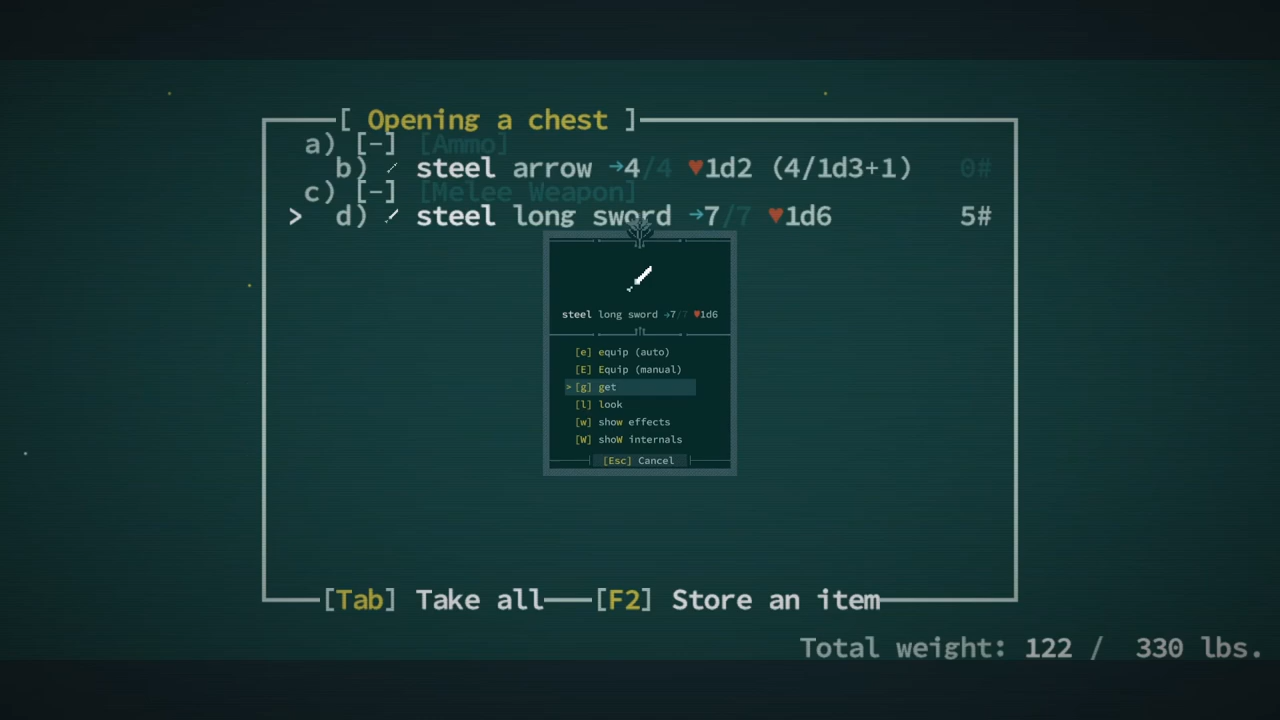 [ Opening a chest ]
a) [-] [Ammo]
b) steel arrow →4/4 ♥1d2 (4/1d3+1) 0#
c) [-] [Melee Weapon]
> d) steel long sword →7/7 ♥1d6 5#
steel long sword →7/7 ♥1d6
[e] equip (auto)
[E] Equip (manual)
> [g] get
[l] look
[w] show effects
[W] shoW internals
[Esc] Cancel
[Tab] Take all [F2] Store an item
Total weight: 122 / 330 lbs.